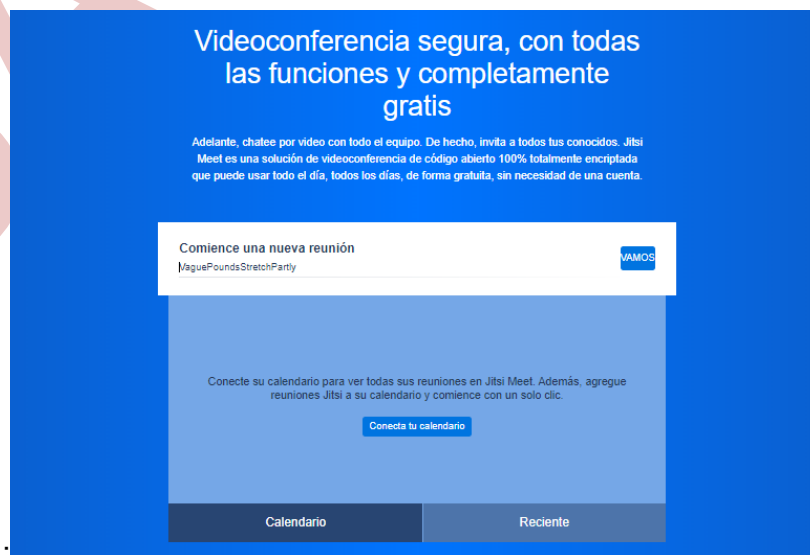 Videoconferencia segura, con todas
las funciones y completamente
gratis
Adelante, chatee por video con todo el equipo. De hecho, invita a todos tus conocidos. Jitsi
Meet es una solución de videoconferencia de código abierto 100% totalmente encriptada
que puede usar todo el día, todos los días, de forma gratuita, sin necesidad de una cuenta.
Comience una nueva reunión
VaguePoundsStretchPartly
VAMOS
Conecte su calendario para ver todas sus reuniones en Jitsi Meet. Además, agregue
reuniones Jitsi a su calendario y comience con un solo clic.
Conecta tu calendario
Calendario
Reciente
.